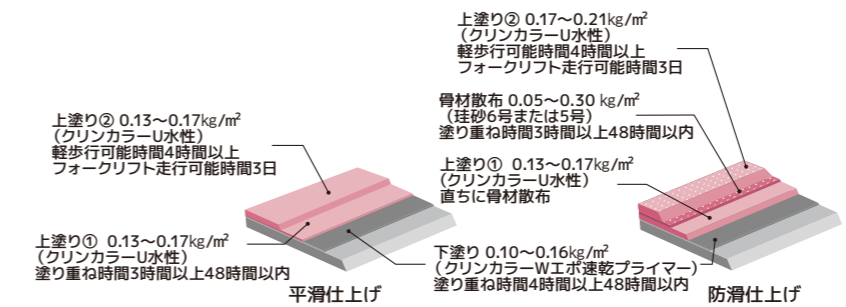 上塗り② 0.17～0.21kg/m²
（クリンカラーU水性）
軽歩行可能時間4時間以上
フォークリフト走行可能時間3日
骨材散布 0.05～0.30 kg/m²
（珪砂6号または5号）
塗り重ね時間3時間以上48時間以内
上塗り① 0.13～0.17kg/m²
（クリンカラーU水性）
直ちに骨材散布
上塗り② 0.13～0.17kg/m²
（クリンカラーU水性）
軽歩行可能時間4時間以上
フォークリフト走行可能時間3日
上塗り① 0.13～0.17kg/m²
（クリンカラーU水性）
塗り重ね時間3時間以上48時間以内
下塗り 0.10～0.16kg/m²
（クリンカラーWエポ速乾プライマー）
塗り重ね時間4時間以上48時間以内
平滑仕上げ
防滑仕上げ